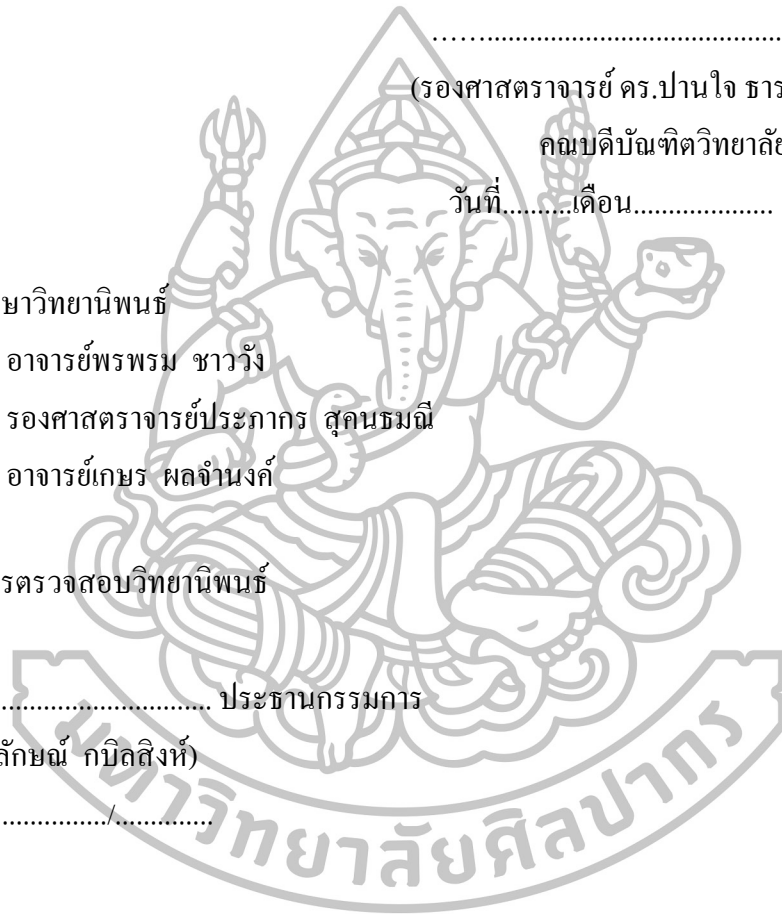 ……..........................................
(รองศาสตราจารย์ ดร.ปานใจ ธาร
คณบดีบัณฑิตวิทยาลัย
วันที่..........เดือน....................
ษาวิทยานิพนธ์
อาจารย์พรพรม ชาววัง
รองศาสตราจารย์ประภากร สุคนธมณี
อาจารย์เกษร ผลจำนงค์
รตรวจสอบวิทยานิพนธ์
.............................. ประธานกรรมการ
ลักษณ์ กบิลสิงห์)
.............../..............
มหาวิทยาลัยศิลปากร